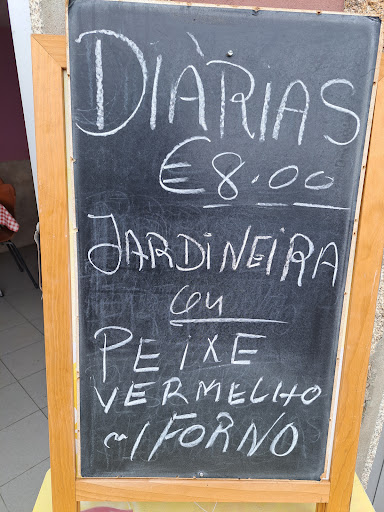 DIÀRIAS
€8.00
JARDINEIRA
ou
PEIXE
VERMELHO
~/ FORNO